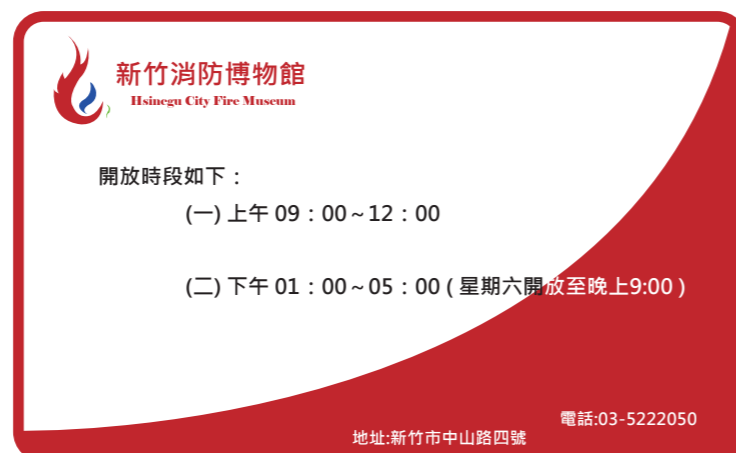 新竹消防博物館
Hsinegu City Fire Museum
開放時段如下：
(一) 上午 09：00~12：00
(二) 下午 01：00~05：00 ( 星期六開放至晚上9:00 )
電話:03-5222050
地址:新竹市中山路四號